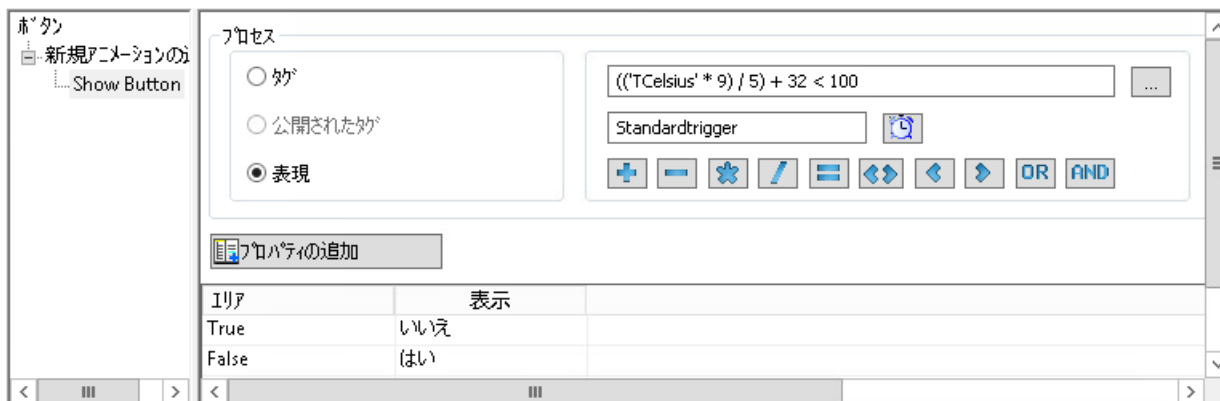 ﾎﾞﾀﾝ
ﾌﾟﾛｾｽ
新規ｱﾆﾒｰｼｮﾝの
Show Button
ﾀｸﾞ
(('TCelsius' * 9) / 5) + 32 < 100
...
公開されたﾀｸﾞ
Standardtrigger
表現
OR AND
ﾌﾟﾛﾊﾟﾃｨの追加
ｴﾘｱ 表示
True いいえ
False はい